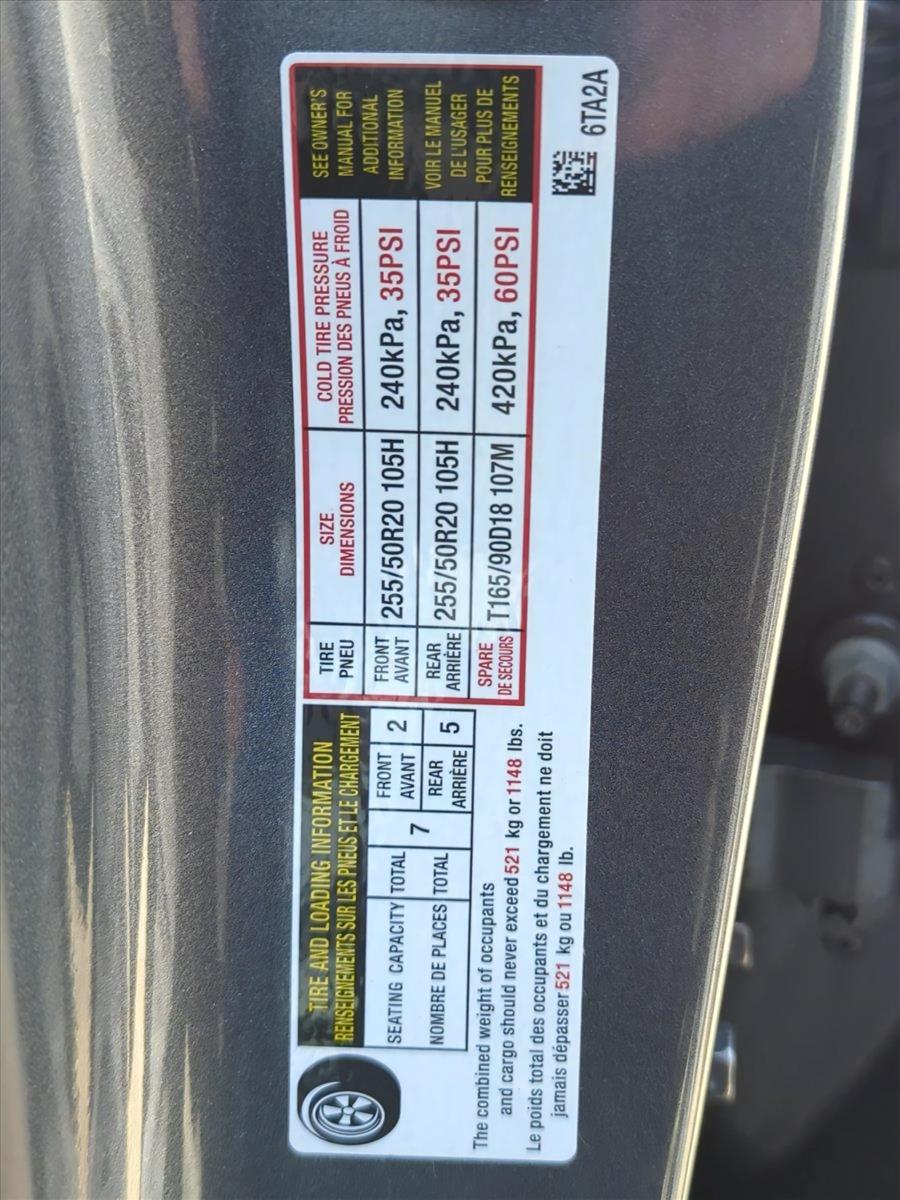 TIRE AND LOADING INFORMATION
RENSEIGNEMENTS SUR LES PNEUS ET LE CHARGEMENT
SEATING CAPACITY TOTAL 7 FRONT AVANT 2 REAR ARRIÈRE 5
NOMBRE DE PLACES TOTAL
The combined weight of occupants
and cargo should never exceed 521 kg or 1148 lbs.
Le poids total des occupants et du chargement ne doit
jamais dépasser 521 kg ou 1148 lb.
TIRE SIZE COLD TIRE PRESSURE
PNEU DIMENSIONS PRESSION DES PNEUS À FROID
FRONT AVANT 255/50R20 105H 240kPa, 35PSI
REAR ARRIÈRE 255/50R20 105H 240kPa, 35PSI
SPARE DE SECOURS T165/90D18 107M 420kPa, 60PSI
SEE OWNER'S
MANUAL FOR
ADDITIONAL
INFORMATION
VOIR LE MANUEL
DE L'USAGER
POUR PLUS DE
RENSEIGNEMENTS
6TA2A